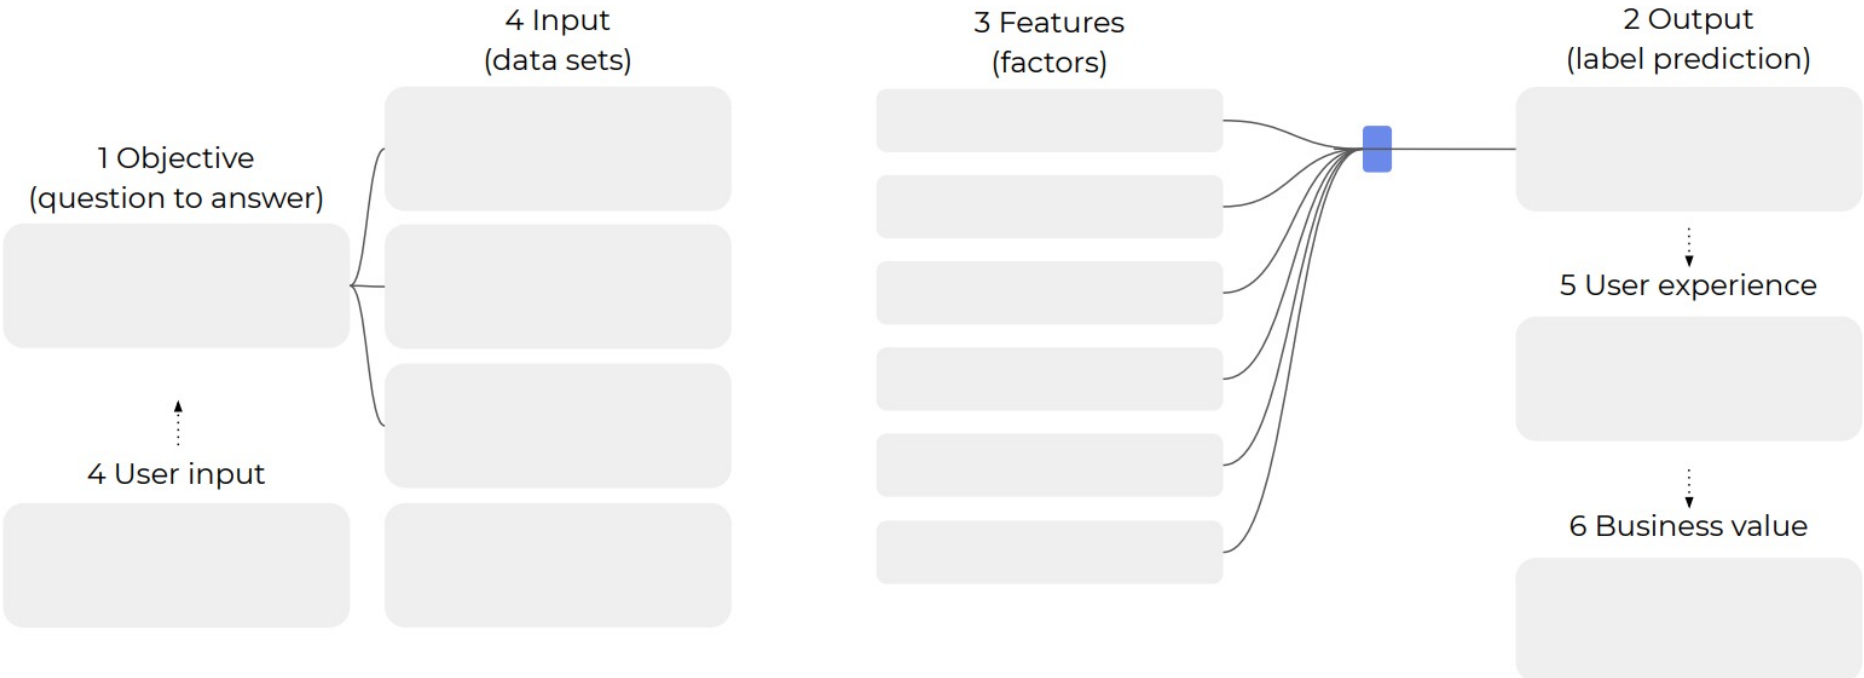 4 Input
(data sets)
3 Features
(factors)
2 Output
(label prediction)
1 Objective
(question to answer)
5 User experience
4 User input
6 Business value